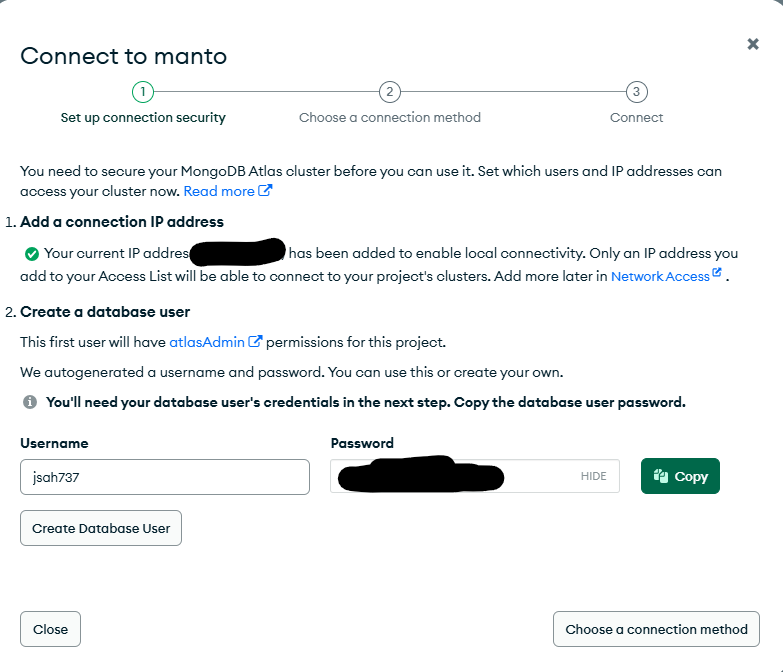 Connect to manto
1
2
3
Set up connection security
Choose a connection method
Connect
You need to secure your MongoDB Atlas cluster before you can use it. Set which users and IP addresses can
access your cluster now. Read more
1. Add a connection IP address
Your current IP addres has been added to enable local connectivity. Only an IP address you
add to your Access List will be able to connect to your project's clusters. Add more later in Network Access .
2. Create a database user
This first user will have atlasAdmin permissions for this project.
We autogenerated a username and password. You can use this or create your own.
You'll need your database user's credentials in the next step. Copy the database user password.
Username
Password
jsah737
HIDE
Copy
Create Database User
Close
Choose a connection method